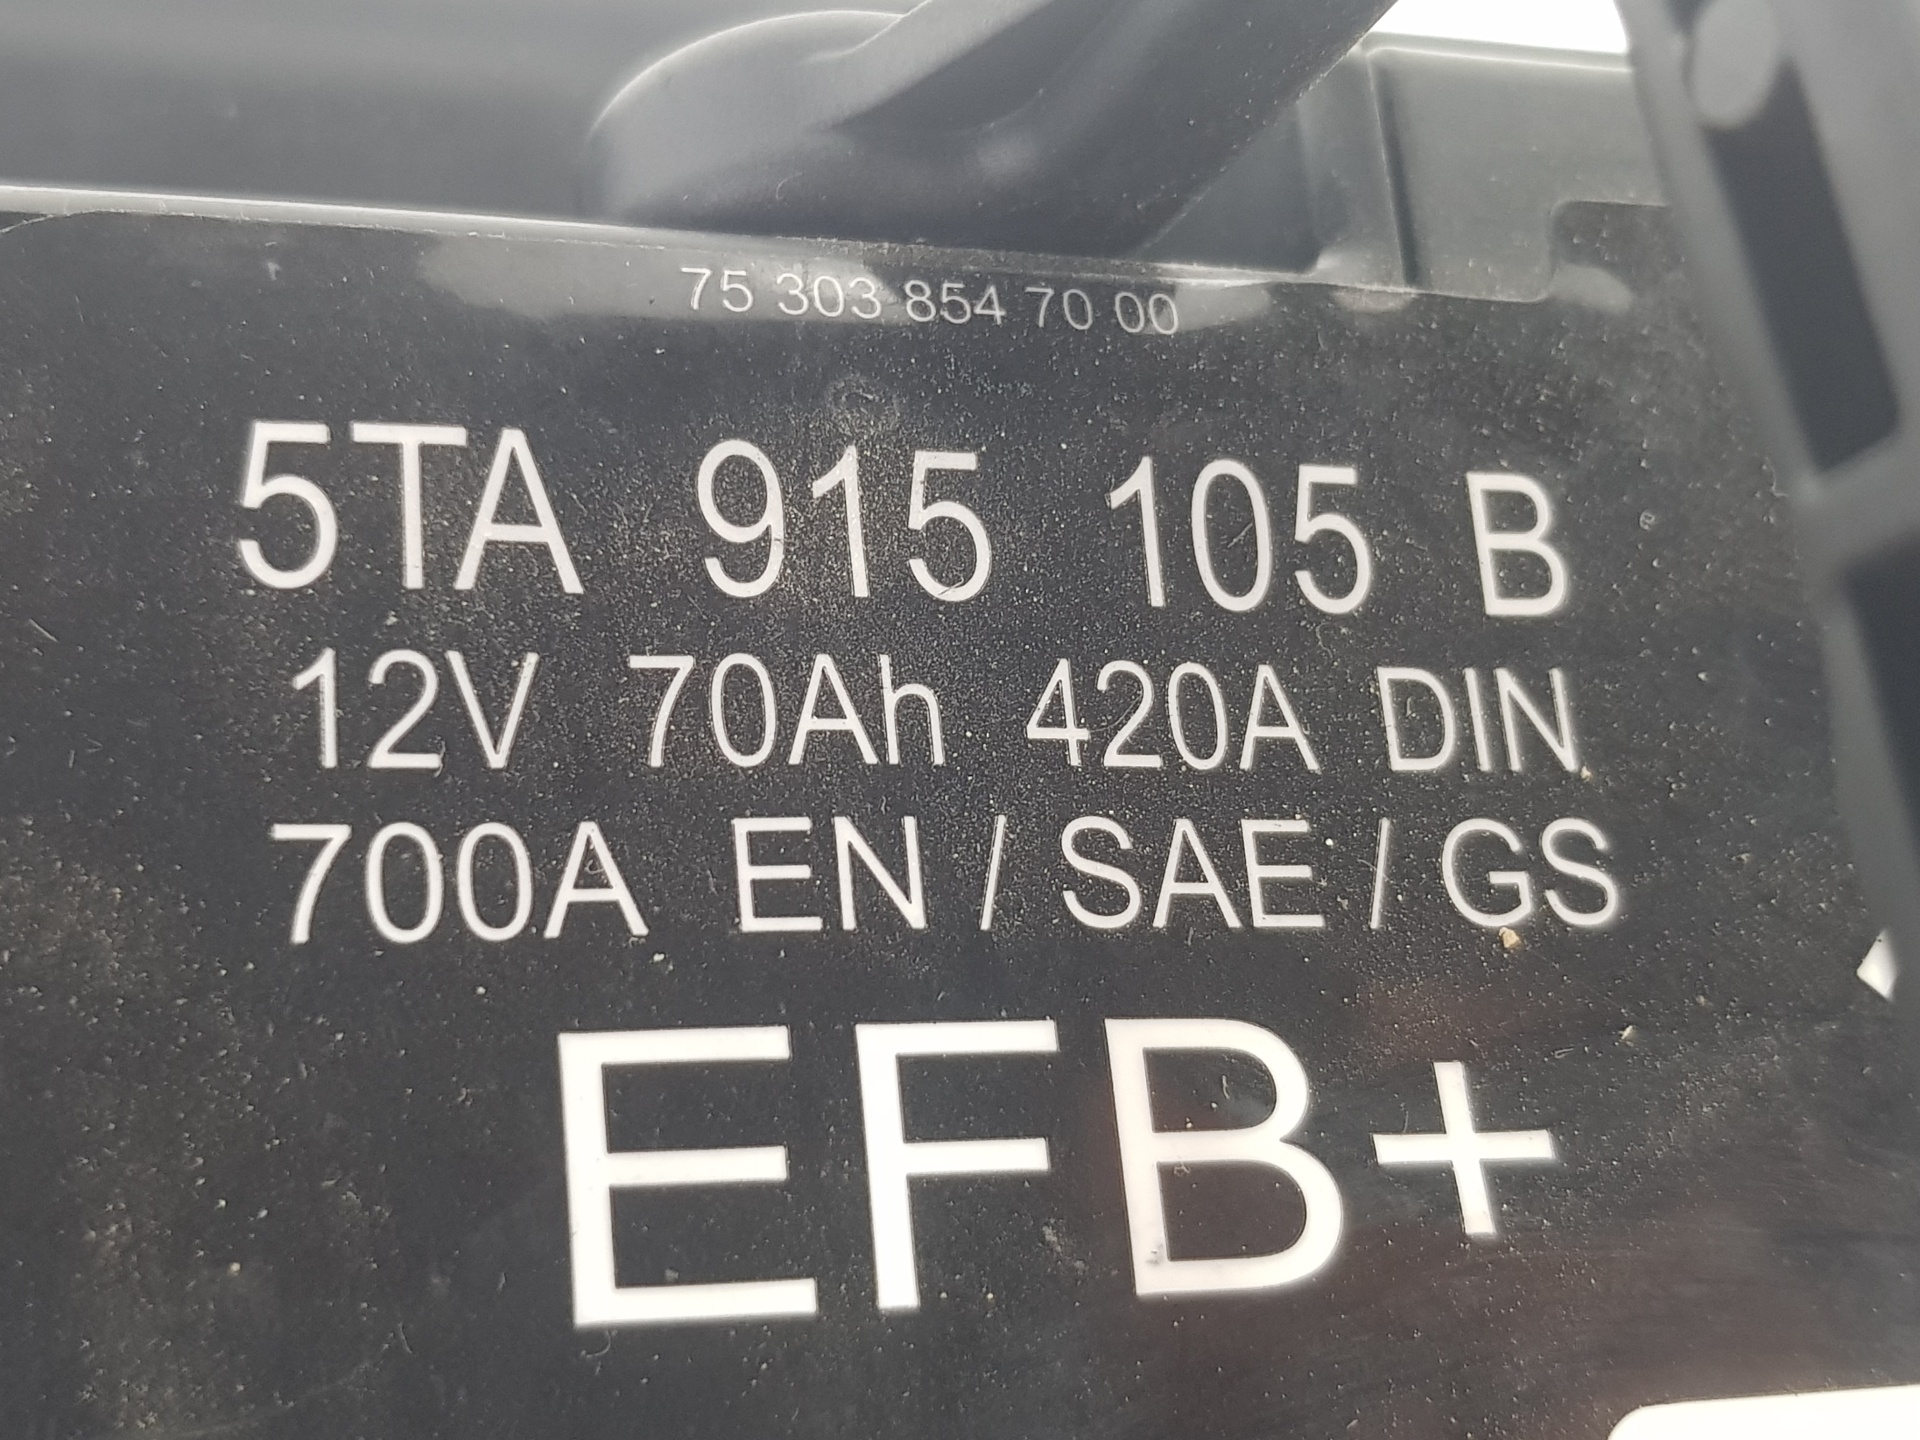 75 303 854 70 00
5TA 915 105 B
12V 70Ah 420A DIN
700A EN / SAE / GS
EFB+